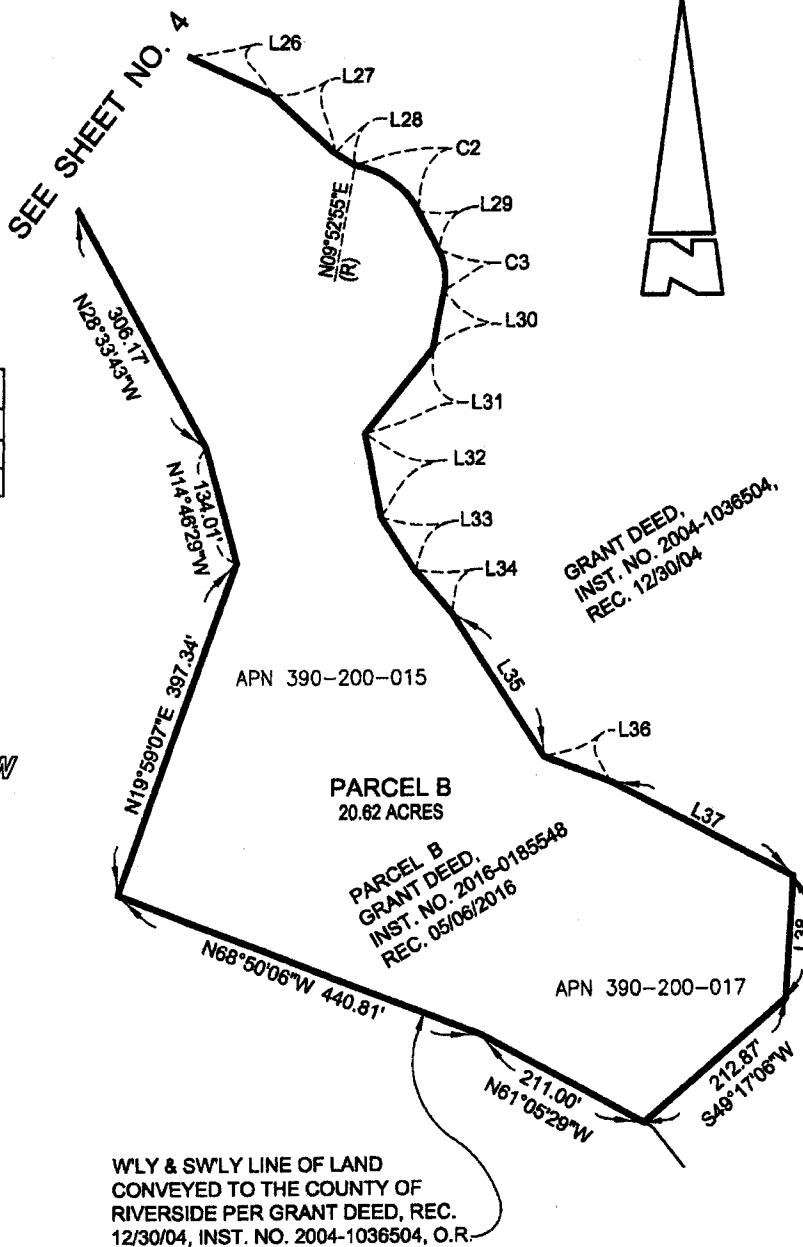 SEE SHEET NO. 4
L26
L27
L28
C2
N09°52'55"E
(R)
L29
C3
L30
306.17'
N28°33'43"W
L31
134.01'
N14°46'29"W
L32
L33
L34
GRANT DEED,
INST. NO. 2004-1036504,
REC. 12/30/04
N
APN 390-200-015
L35
N19°59'07"E 397.34'
L36
W
PARCEL B
20.62 ACRES
L37
PARCEL B
GRANT DEED,
INST. NO. 2016-0185548
REC. 05/06/2016
L38
N68°50'06"W 440.81'
APN 390-200-017
211.00'
N61°05'29"W
212.87'
S49°17'06"W
W'LY & SW'LY LINE OF LAND
CONVEYED TO THE COUNTY OF
RIVERSIDE PER GRANT DEED, REC.
12/30/04, INST. NO. 2004-1036504, O.R.